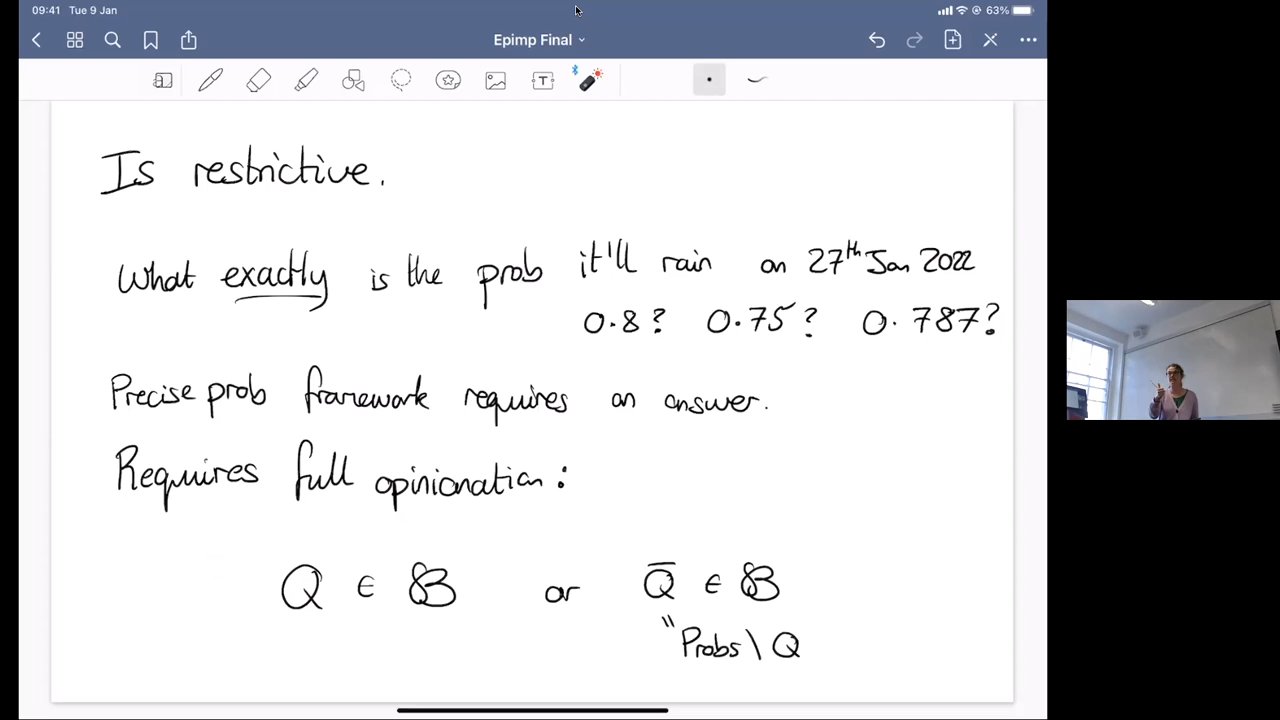 09:41 Tue 9 Jan
63%
Epimp Final
T
Is restrictive.
What exactly is the prob it'll rain on 27th Jan 2022
0.8? 0.75? 0.787?
Precise prob framework requires an answer.
Requires full opinionation:
Q ∈ ℬ or Q̄ ∈ ℬ
"Probs \ Q